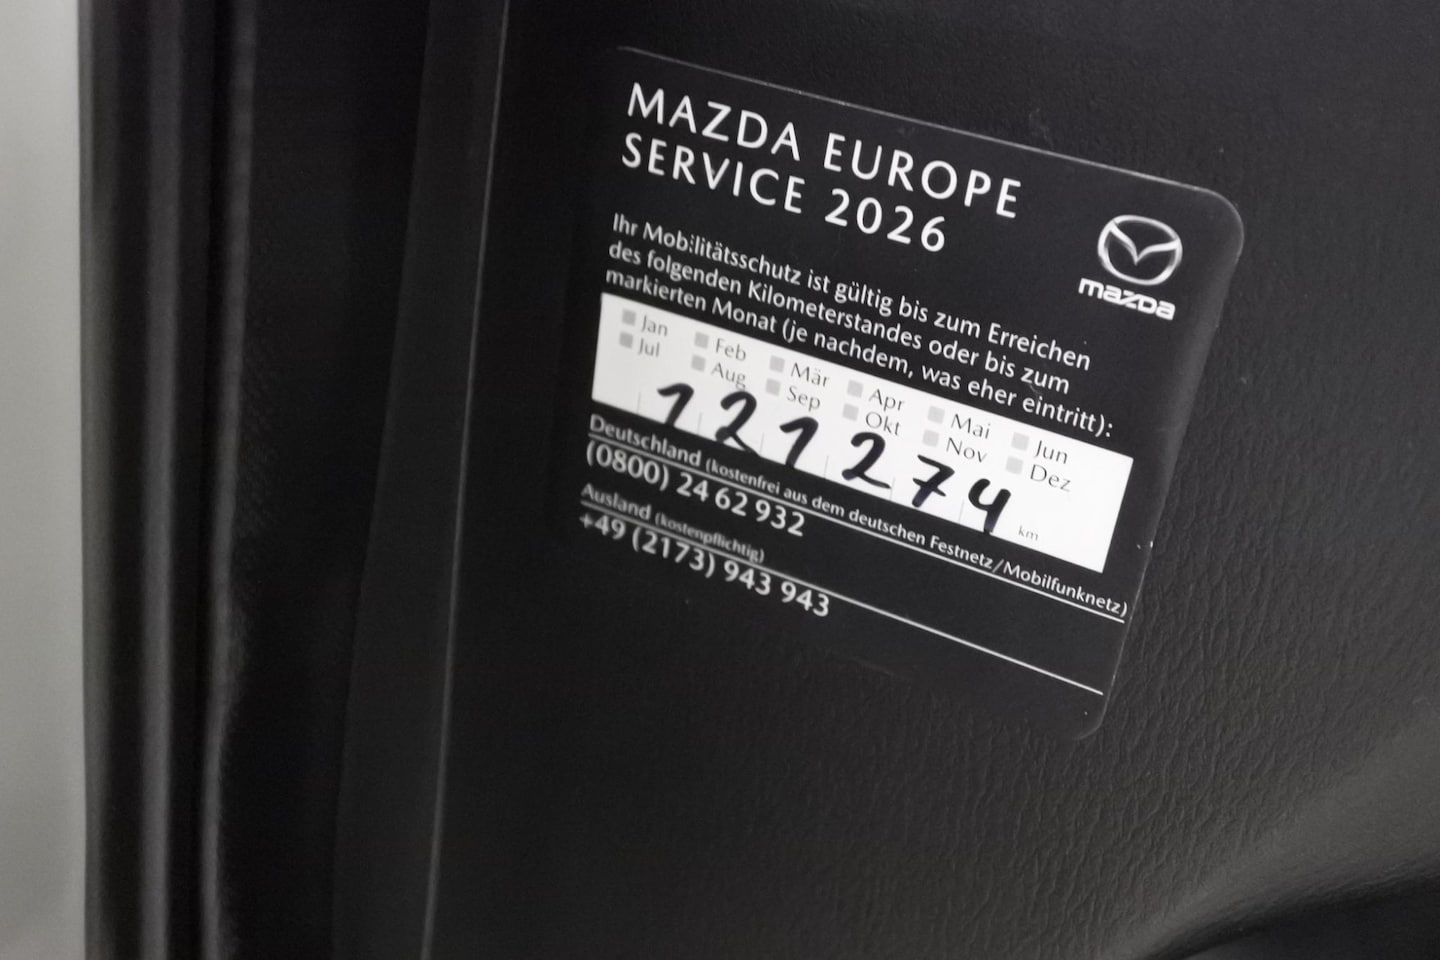 MAZDA EUROPE
SERVICE 2026
mazda
Ihr Mobilitätsschutz ist gültig bis zum Erreichen
des folgenden Kilometerstandes oder bis zum
markierten Monat (je nachdem, was eher eintritt):
Jan Feb Mär Apr Mai Jun
Jul Aug Sep Okt Nov Dez
121274 km
Deutschland (kostenfrei aus dem deutschen Festnetz/Mobilfunknetz)
(0800) 24 62 932
Ausland (kostenpflichtig)
+49 (2173) 943 943